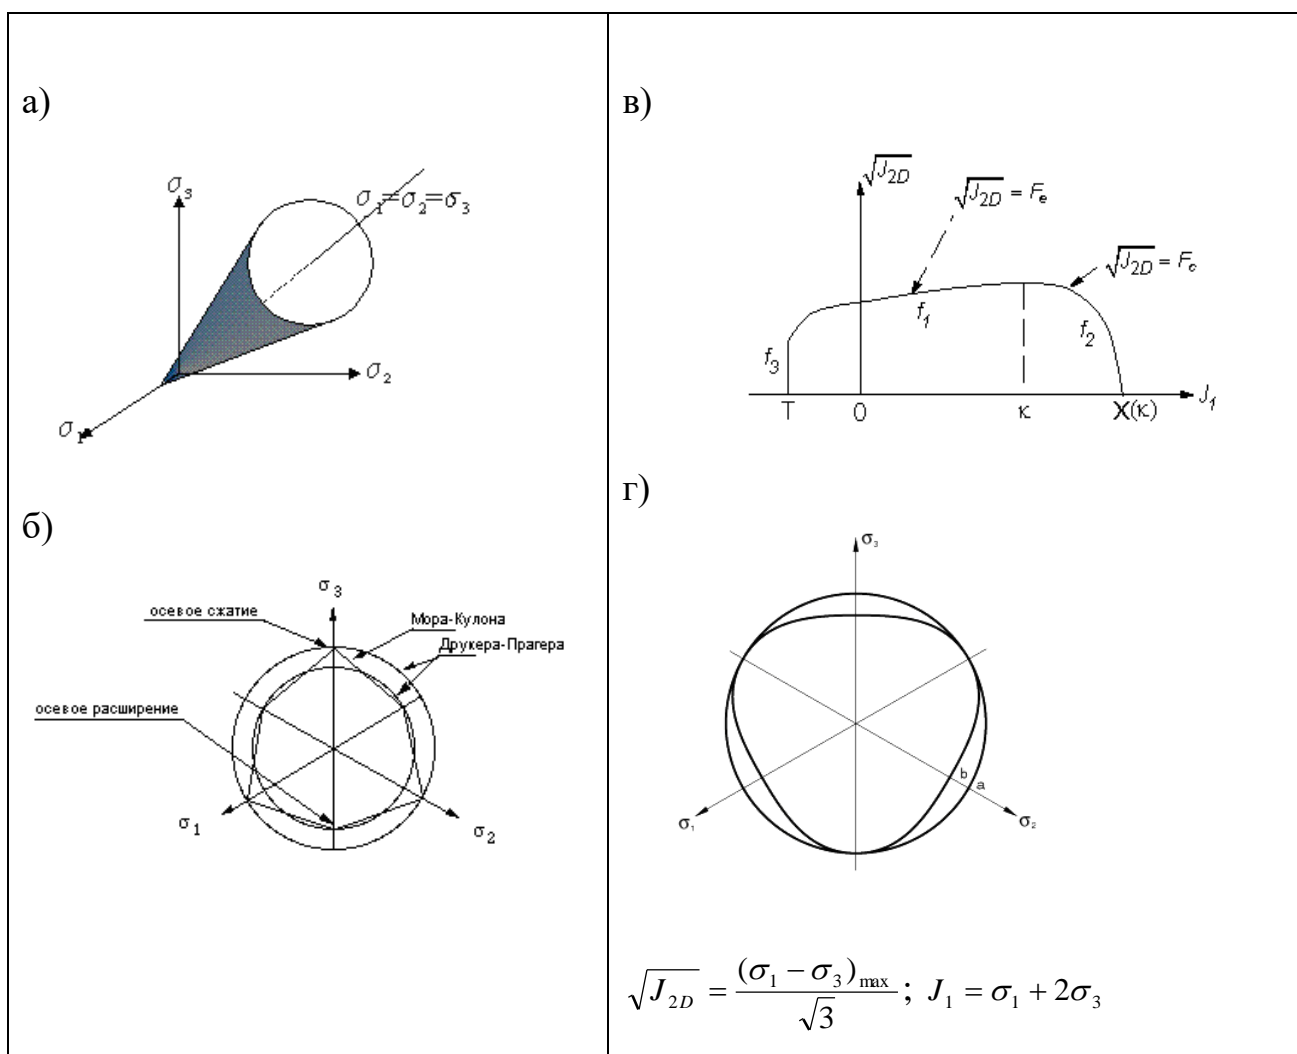 а)
σ₃
σ₁=σ₂=σ₃
σ₂
σ₁
б)
σ₃
осевое сжатие
Мора-Кулона
Друкера-Прагера
осевое расширение
σ₁
σ₂
в)
√J₂D
√J₂D = Fₑ
√J₂D = F꜀
f₁
f₂
f₃
T 0 κ X(κ) J₁
г)
σ₃
b
a
σ₁ σ₂
√J₂D = (σ₁ − σ₃)max / √3 ; J₁ = σ₁ + 2σ₃